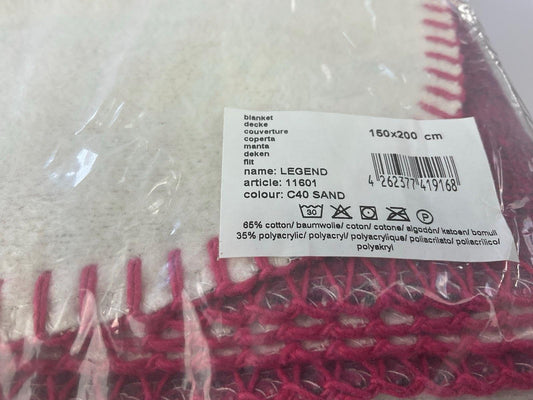 blanket
decke
couverture
coperta
manta
deken
filt
150x200 cm
name: LEGEND
article: 11601
colour: C40 SAND
4 262377 419168
30
P
65% cotton/ baumwolle/ coton/ cotone/ algodón/ katoen/ bomull
35% polyacrylic/ polyacryl/ polyacrylique/ poliacrilato/ poliacrilico/
polyakryl